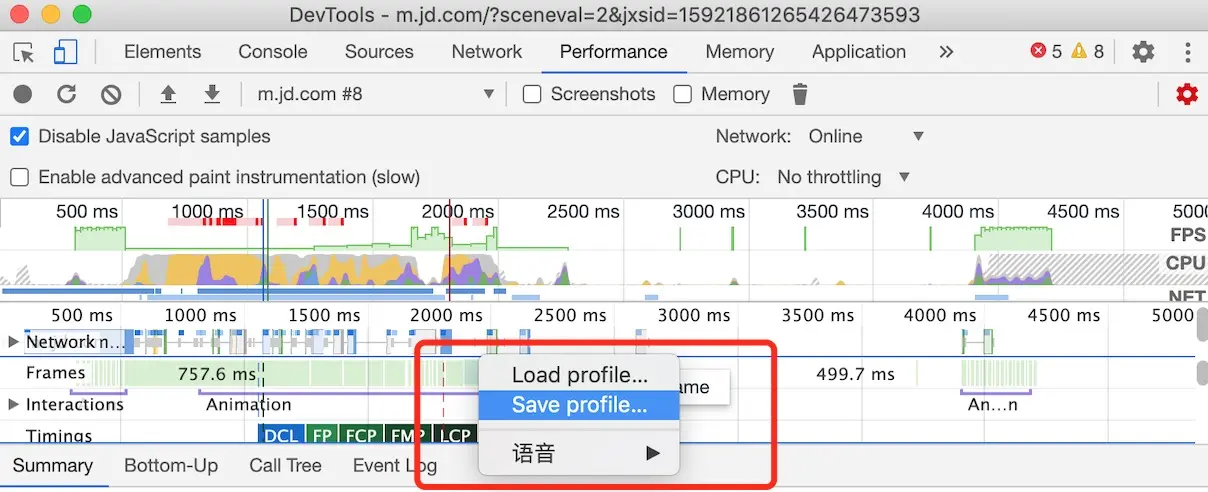 DevTools - m.jd.com/?sceneval=2&jxsid=15921861265426473593
Elements Console Sources Network Performance Memory Application » 5 8
m.jd.com #8 Screenshots Memory
Disable JavaScript samples Network: Online
Enable advanced paint instrumentation (slow) CPU: No throttling
500 ms 1000 ms 1500 ms 2000 ms 2500 ms 3000 ms 3500 ms 4000 ms 4500 ms 5000
FPS
CPU
NET
500 ms 1000 ms 1500 ms 2000 ms 3000 ms 3500 ms 4000 ms 4500 ms 5000
Network n...
Frames 757.6 ms ame 499.7 ms
Load profile...
Save profile...
语音
Interactions Animation An...n
Timings DCL FP FCP FMP LCP
Summary Bottom-Up Call Tree Event Log